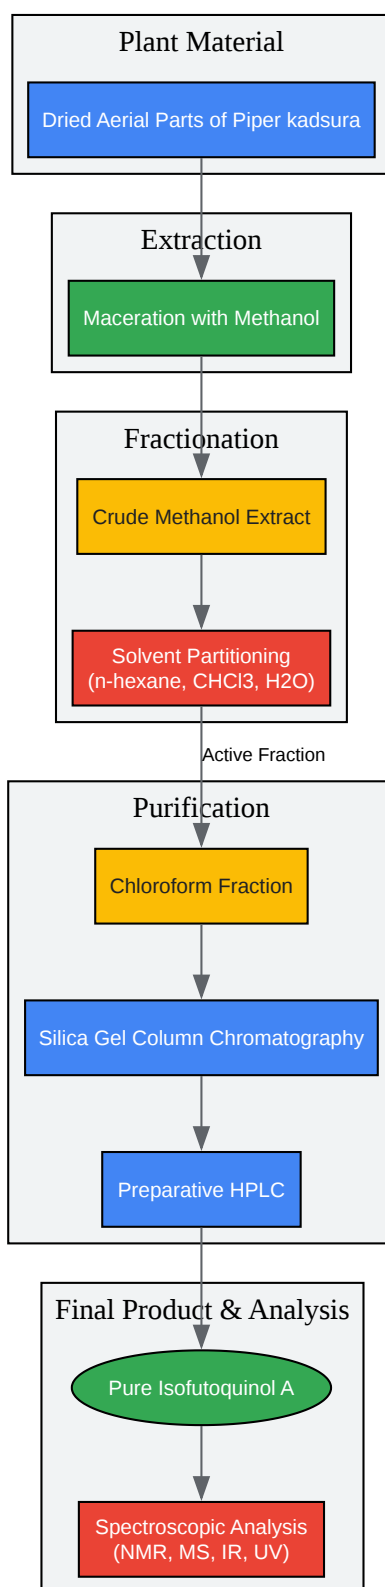 Plant Material
Dried Aerial Parts of Piper kadsura
Extraction
Maceration with Methanol
Fractionation
Crude Methanol Extract
Solvent Partitioning
(n-hexane, CHCl3, H2O)
Active Fraction
Purification
Chloroform Fraction
Silica Gel Column Chromatography
Preparative HPLC
Final Product & Analysis
Pure Isofutoquinol A
Spectroscopic Analysis
(NMR, MS, IR, UV)